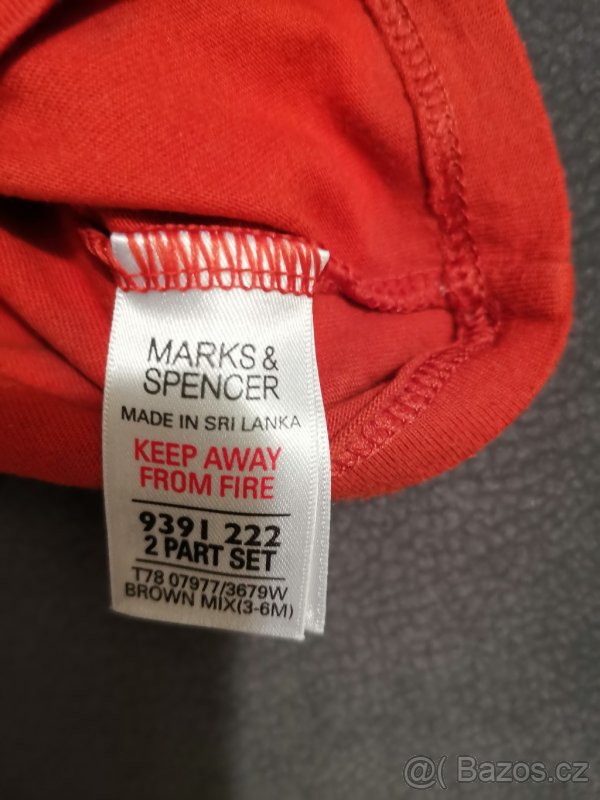 MARKS &
SPENCER
MADE IN SRI LANKA
KEEP AWAY
FROM FIRE
9391 222
2 PART SET
T78 07977/3679W
BROWN MIX(3-6M)
@( Bazos.cz